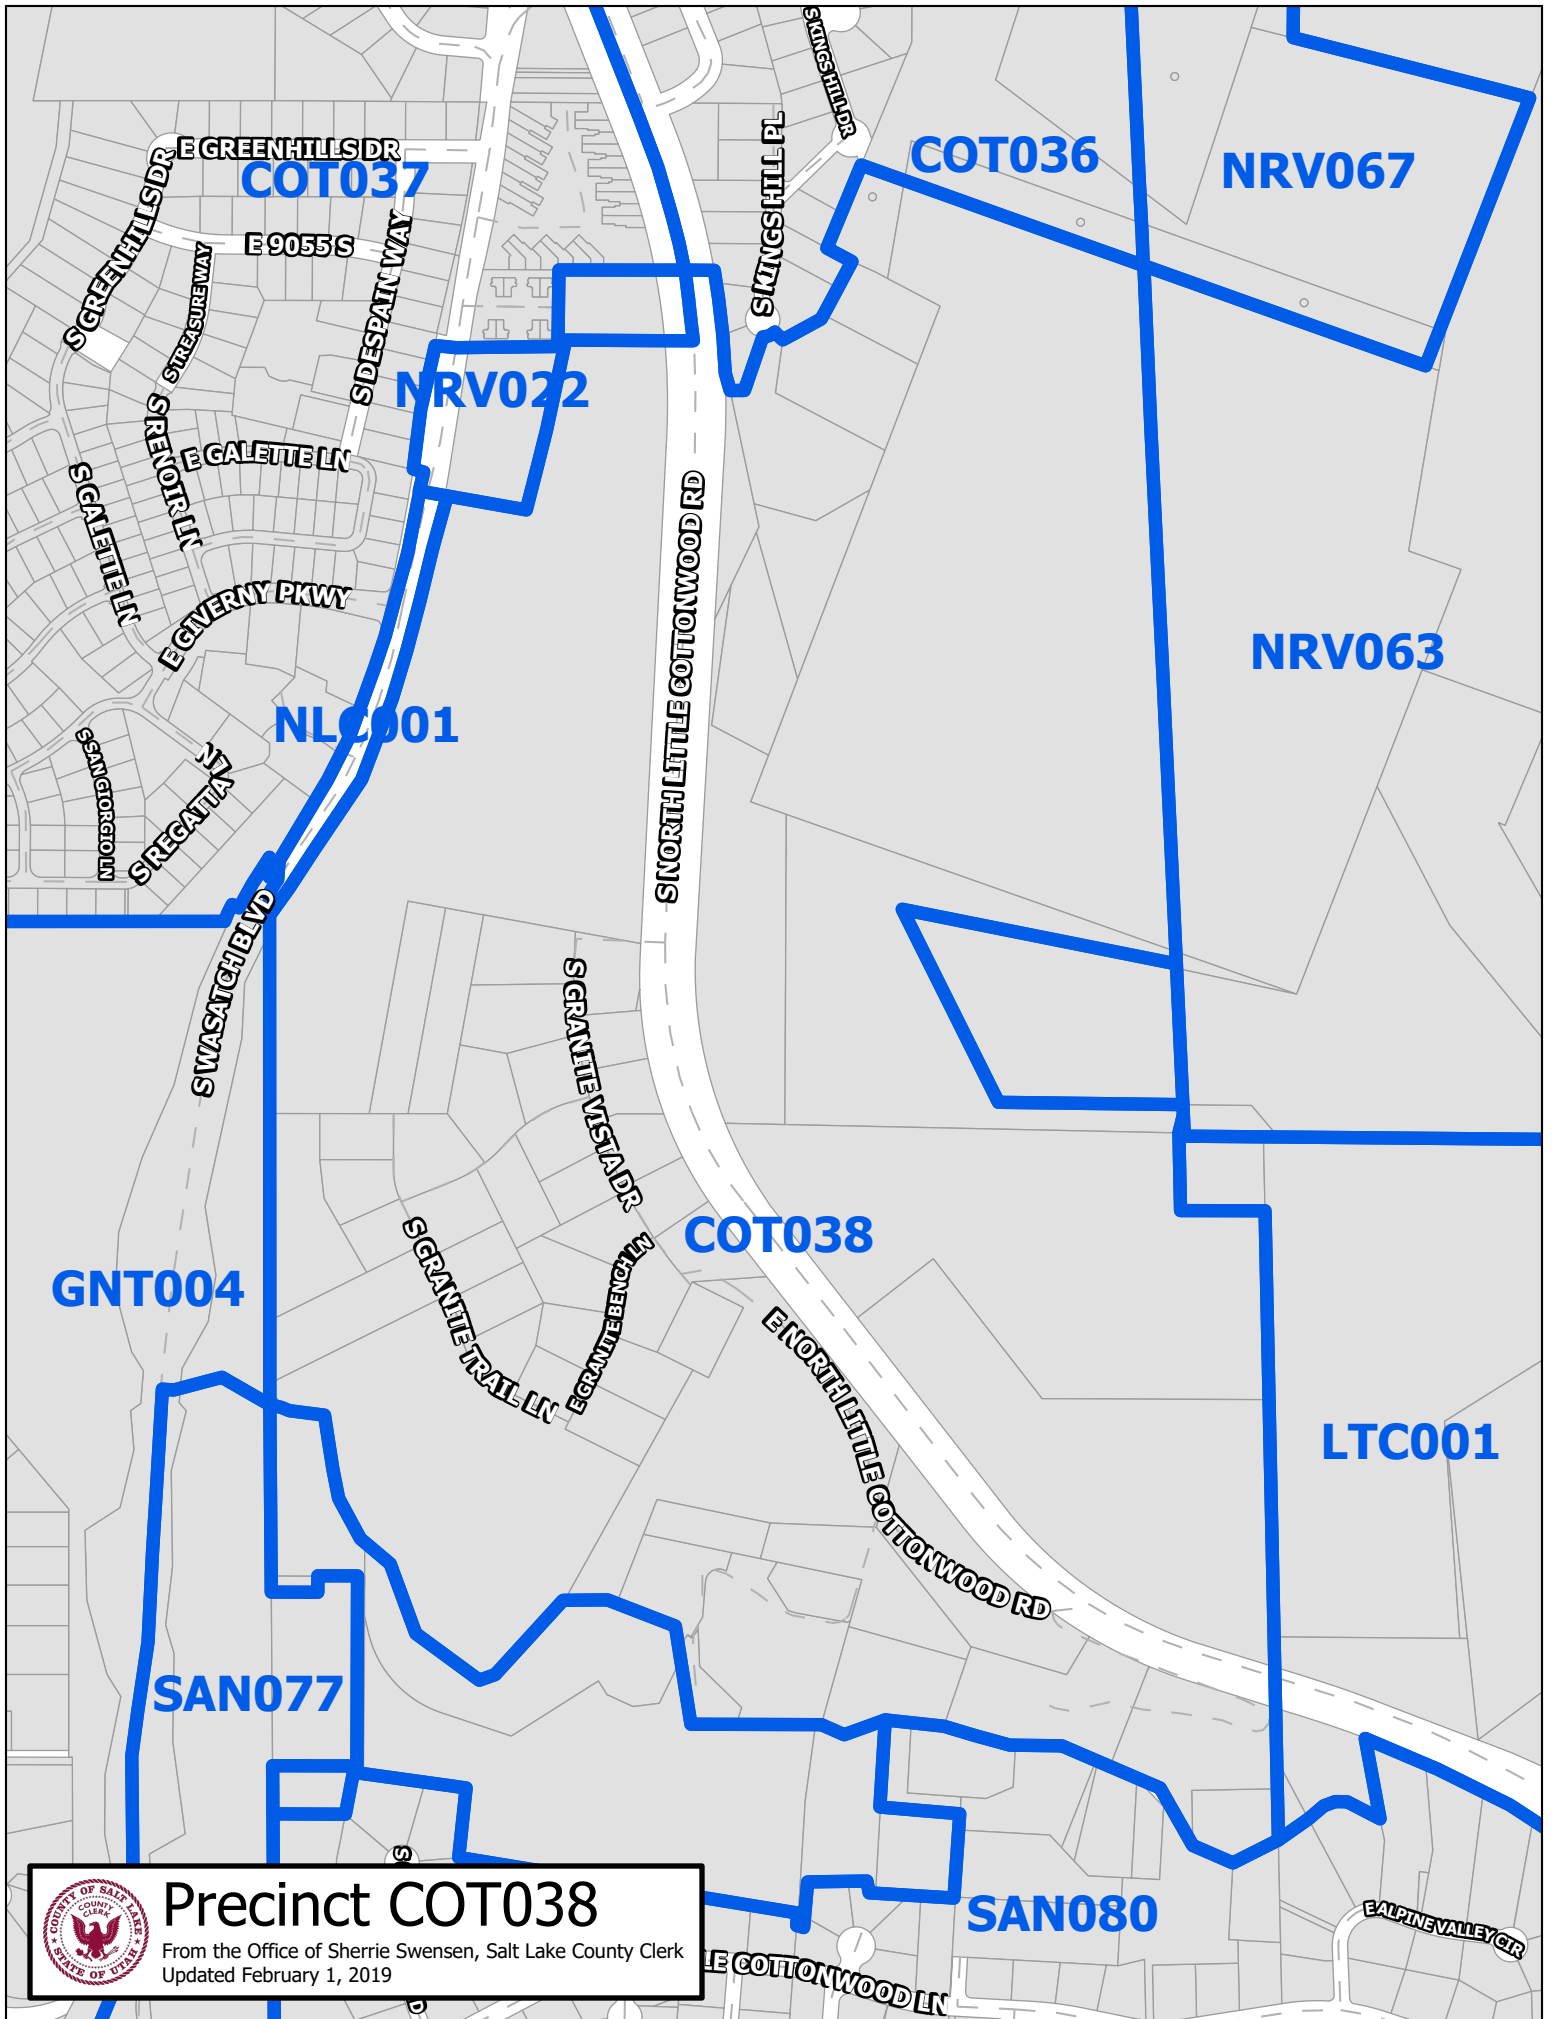 S KINGS HILL DR
E GREENHILLS DR
COT037
COT036
NRV067
S GREENHILLS DR
S KINGSHILL PL
E 9055 S
S TREASURE WAY
S DESPAIN WAY
NRV022
S RENOIR LN
E GALETTE LN
S GALETTE LN
S NORTH LITTLE COTTONWOOD RD
E GIVERNY PKWY
NRV063
NLC001
S SAN GIORGIO LN
S REGATTA
S WASATCH BLVD
S GRANITE VISTA DR
COT038
GNT004
S GRANITE TRAIL LN
E GRANITE BENCH LN
E NORTH LITTLE COTTONWOOD RD
LTC001
SAN077
SAN080
E ALPINE VALLEY CIR
LE COTTONWOOD LN
COUNTY OF SALT LAKE
COUNTY CLERK
STATE OF UTAH
Precinct COT038
From the Office of Sherrie Swensen, Salt Lake County Clerk
Updated February 1, 2019